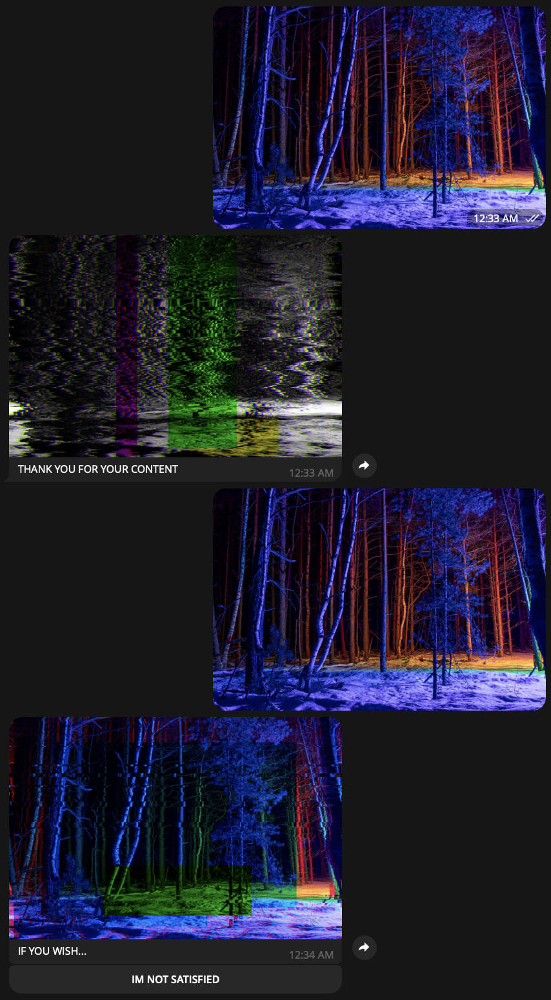 12:33 AM
THANK YOU FOR YOUR CONTENT
12:33 AM
IF YOU WISH...
12:34 AM
IM NOT SATISFIED